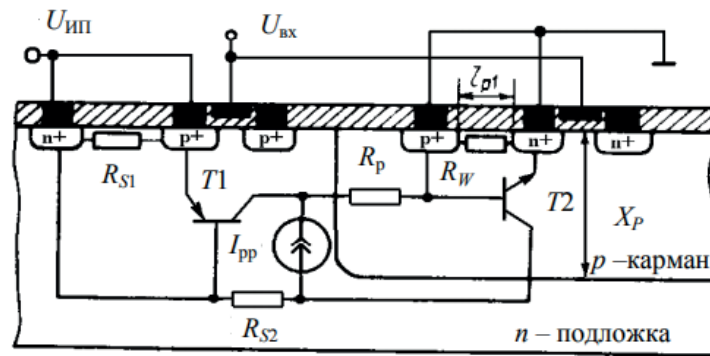 U_ИП
U_вх
l_p1
n+
p+
p+
p+
n+
n+
R_S1
R_p
R_W
T1
T2
X_P
I_pp
p –карман
R_S2
n – подложка